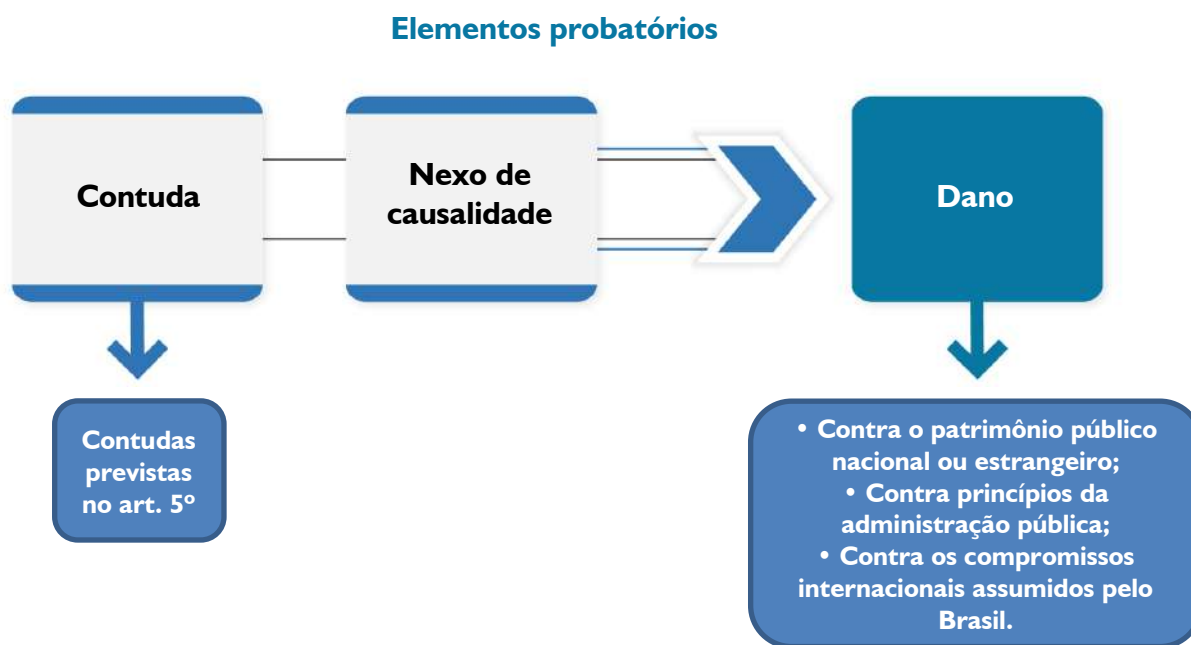 Elementos probatórios
Contuda
Nexo de
causalidade
Dano
Contudas
previstas
no art. 5º
• Contra o patrimônio público
nacional ou estrangeiro;
• Contra princípios da
administração pública;
• Contra os compromissos
internacionais assumidos pelo
Brasil.